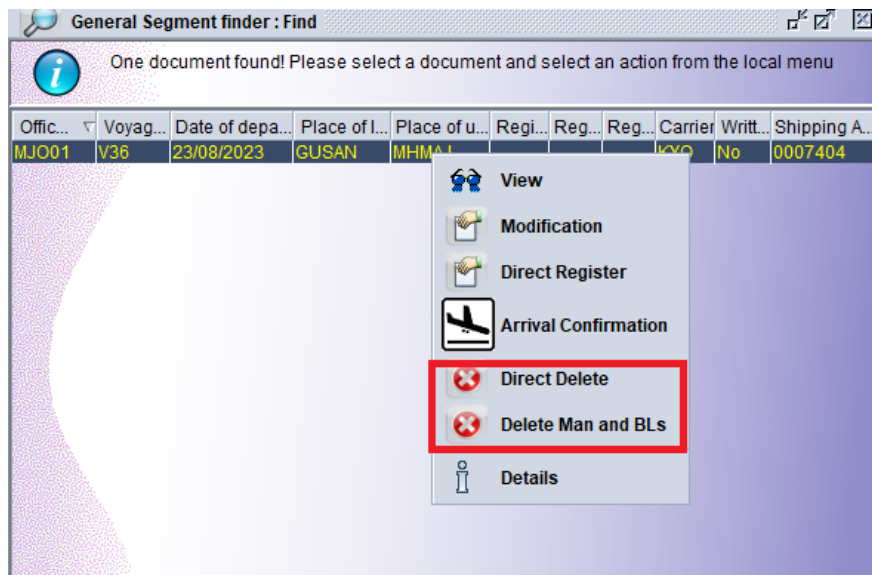 General Segment finder : Find
One document found! Please select a document and select an action from the local menu
Offic... Voyag... Date of depa... Place of l... Place of u... Regi... Reg... Reg... Carrier Writt... Shipping A...
MJO01 V36 23/08/2023 GUSAN MHMAJ KYO No 0007404
View
Modification
Direct Register
Arrival Confirmation
Direct Delete
Delete Man and BLs
Details